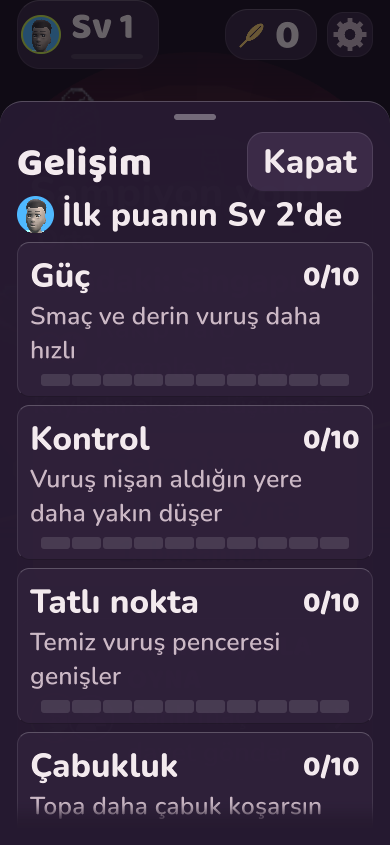 Sv 1
0
Gelişim
Kapat
İlk puanın Sv 2'de
Güç
0/10
Smaç ve derin vuruş daha
hızlı
Kontrol
0/10
Vuruş nişan aldığın yere
daha yakın düşer
Tatlı nokta
0/10
Temiz vuruş penceresi
genişler
Çabukluk
0/10
Topa daha çabuk koşarsın